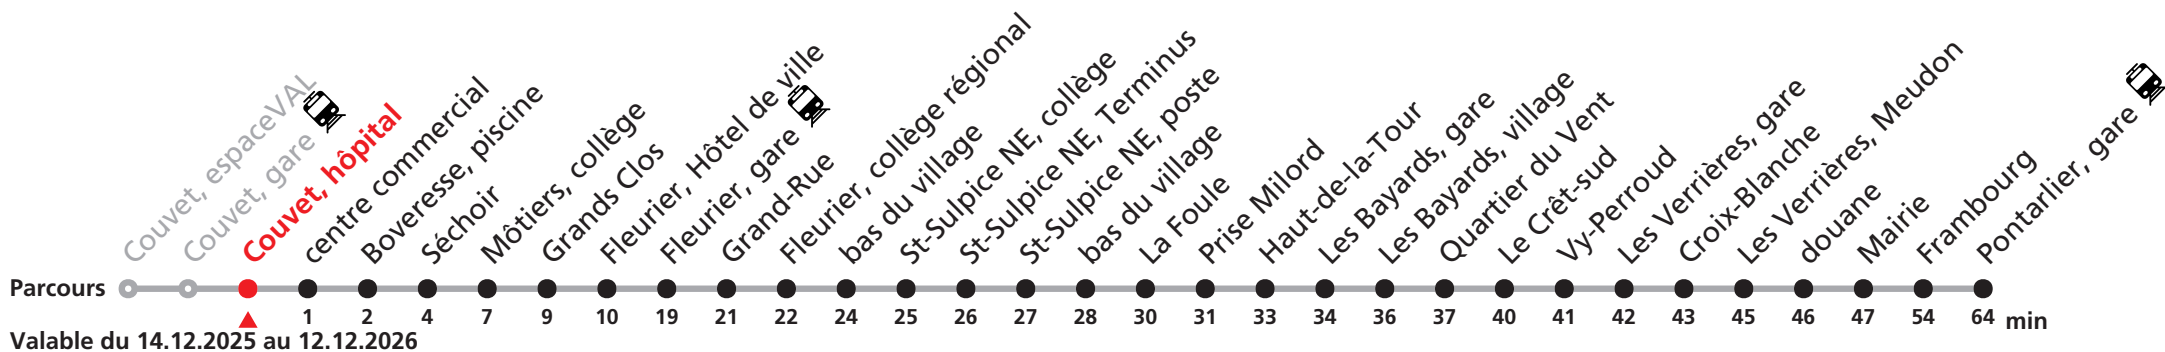 Couvet, espaceVAL
Couvet, gare
Couvet, hôpital
centre commercial
Boveresse, piscine
Séchoir
Môtiers, collège
Grands Clos
Fleurier, Hôtel de ville
Fleurier, gare
Grand-Rue
Fleurier, collège régional
bas du village
St-Sulpice NE, collège
St-Sulpice NE, Terminus
St-Sulpice NE, poste
bas du village
La Foule
Prise Milord
Haut-de-la-Tour
Les Bayards, gare
Les Bayards, village
Quartier du Vent
Le Crêt-sud
Vy-Perroud
Les Verrières, gare
Croix-Blanche
Les Verrières, Meudon
douane
Mairie
Frambourg
Pontarlier, gare
Parcours
1 2 4 7 9 10 19 21 22 24 25 26 27 28 30 31 33 34 36 37 40 41 42 43 45 46 47 54 64 min
Valable du 14.12.2025 au 12.12.2026